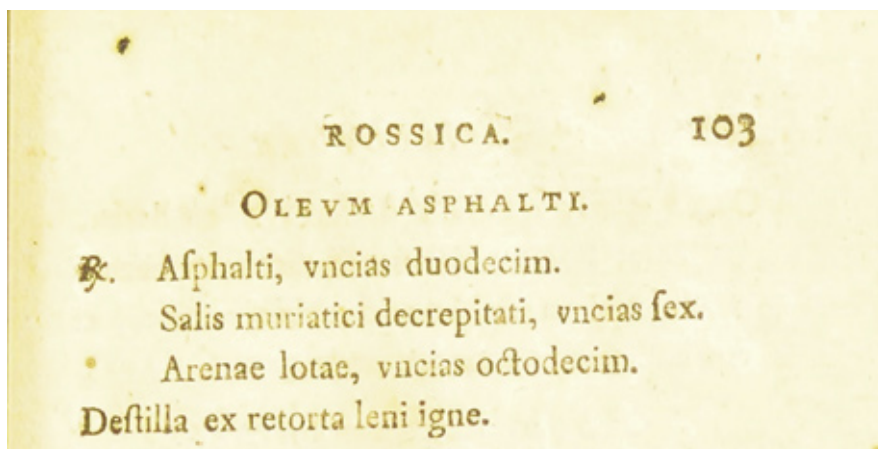 ROSSICA. 103
OLEVM ASPHALTI.
℞. Aſphalti, vncias duodecim.
Salis muriatici decrepitati, vncias ſex.
Arenae lotae, vncias octodecim.
Deſtilla ex retorta leni igne.